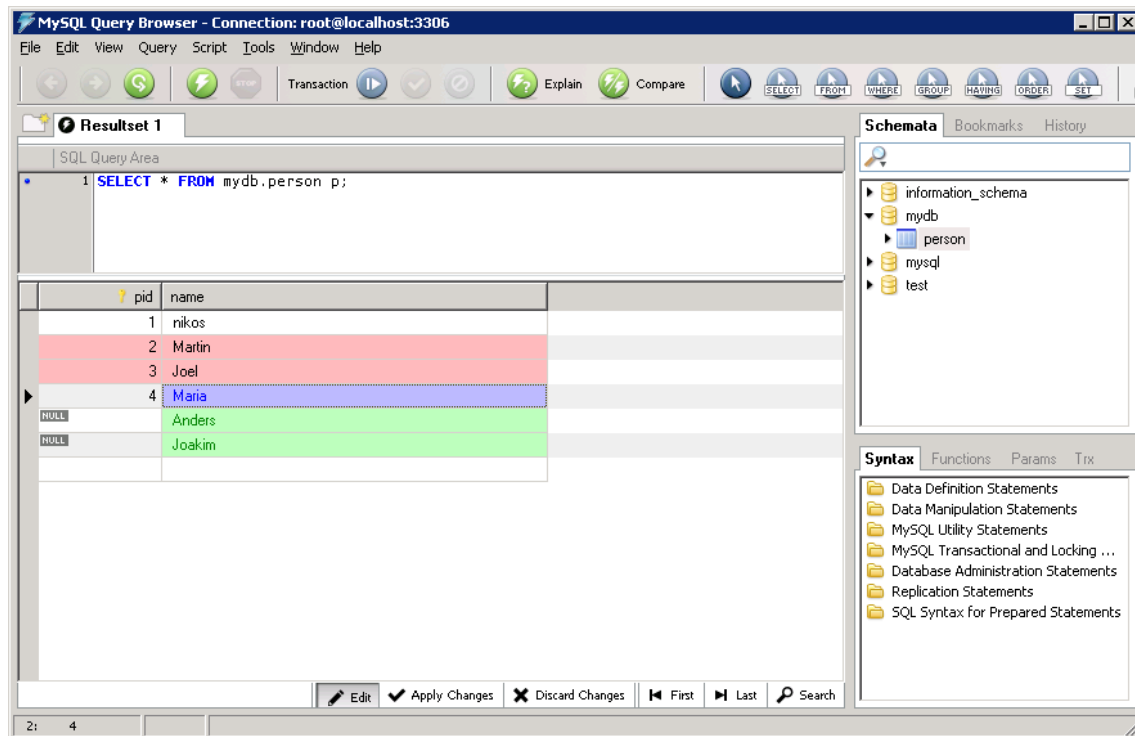 MySQL Query Browser - Connection: root@localhost:3306
File Edit View Query Script Tools Window Help
STOP Transaction Explain Compare SELECT FROM WHERE GROUP HAVING ORDER SET
Resultset 1
SQL Query Area
1 SELECT * FROM mydb.person p;
pid name
1 nikos
2 Martin
3 Joel
4 Maria
NULL Anders
NULL Joakim
Edit Apply Changes Discard Changes First Last Search
2: 4
Schemata Bookmarks History
information_schema
mydb
person
mysql
test
Syntax Functions Params Trx
Data Definition Statements
Data Manipulation Statements
MySQL Utility Statements
MySQL Transactional and Locking ...
Database Administration Statements
Replication Statements
SQL Syntax for Prepared Statements